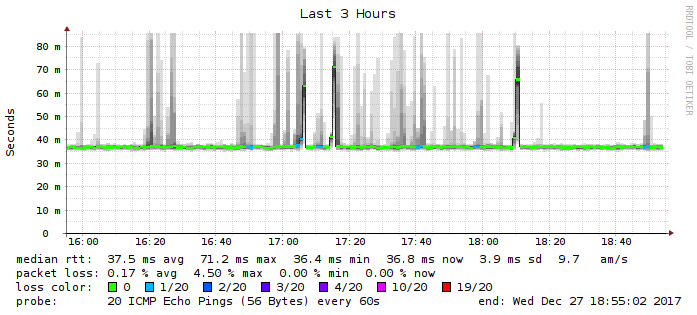 Last 3 Hours
RRDTOOL / TOBI OETIKER
Seconds
80 m
70 m
60 m
50 m
40 m
30 m
20 m
10 m
0
16:00 16:20 16:40 17:00 17:20 17:40 18:00 18:20 18:40
median rtt: 37.5 ms avg 71.2 ms max 36.4 ms min 36.8 ms now 3.9 ms sd 9.7 am/s
packet loss: 0.17 % avg 4.50 % max 0.00 % min 0.00 % now
loss color: 0 1/20 2/20 3/20 4/20 10/20 19/20
probe: 20 ICMP Echo Pings (56 Bytes) every 60s end: Wed Dec 27 18:55:02 2017